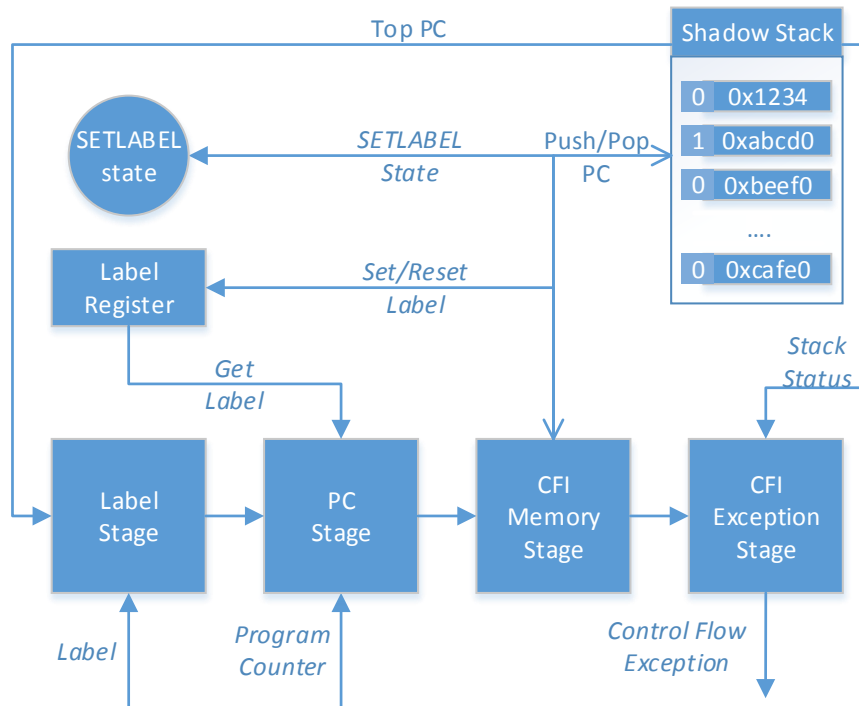 Top PC
Shadow Stack
0 0x1234
1 0xabcd0
0 0xbeef0
....
0 0xcafe0
SETLABEL
state
SETLABEL
State
Push/Pop
PC
Label
Register
Set/Reset
Label
Get
Label
Stack
Status
Label
Stage
PC
Stage
CFI
Memory
Stage
CFI
Exception
Stage
Label
Program
Counter
Control Flow
Exception